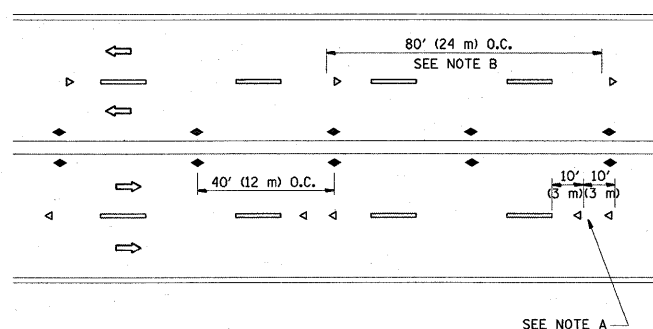 80' (24 m) O.C.
SEE NOTE B
40' (12 m) O.C.
10' 10'
(3 m)(3 m)
SEE NOTE A